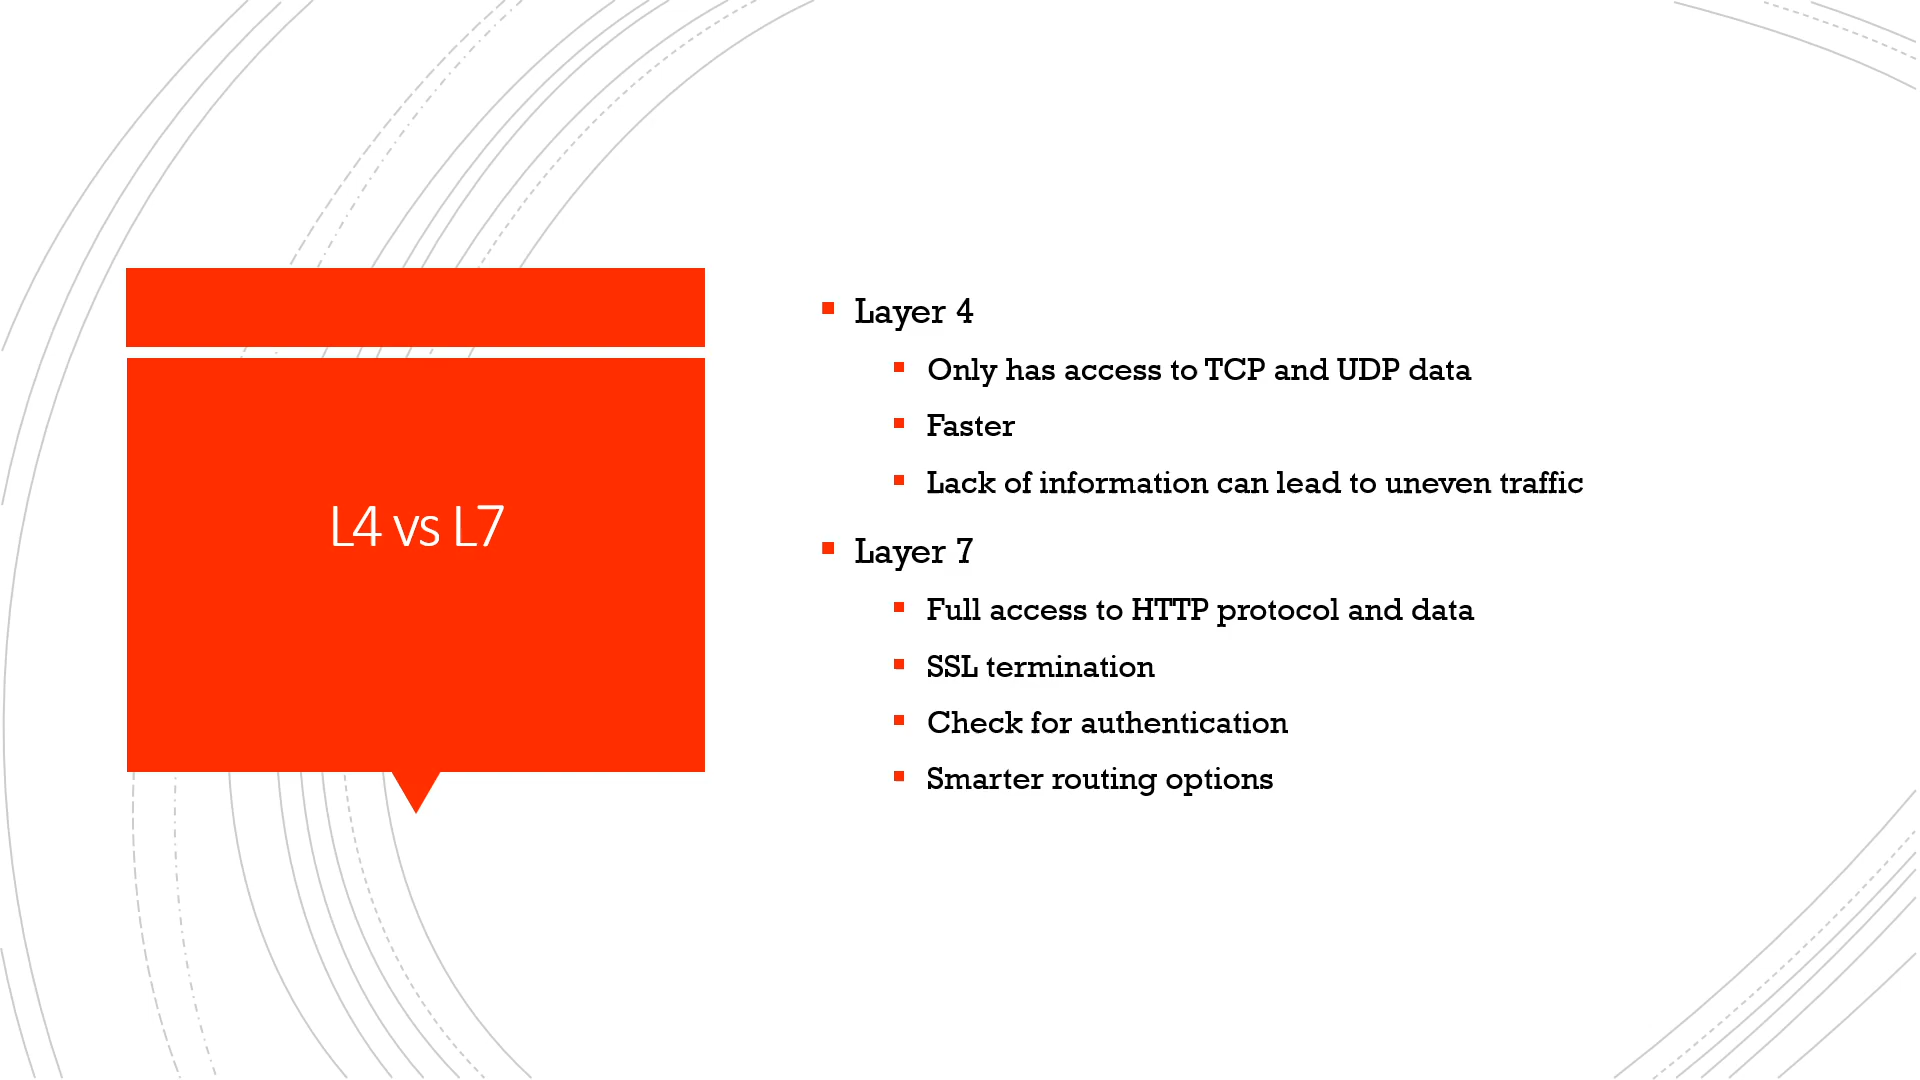 L4 vs L7
Layer 4
Only has access to TCP and UDP data
Faster
Lack of information can lead to uneven traffic
Layer 7
Full access to HTTP protocol and data
SSL termination
Check for authentication
Smarter routing options